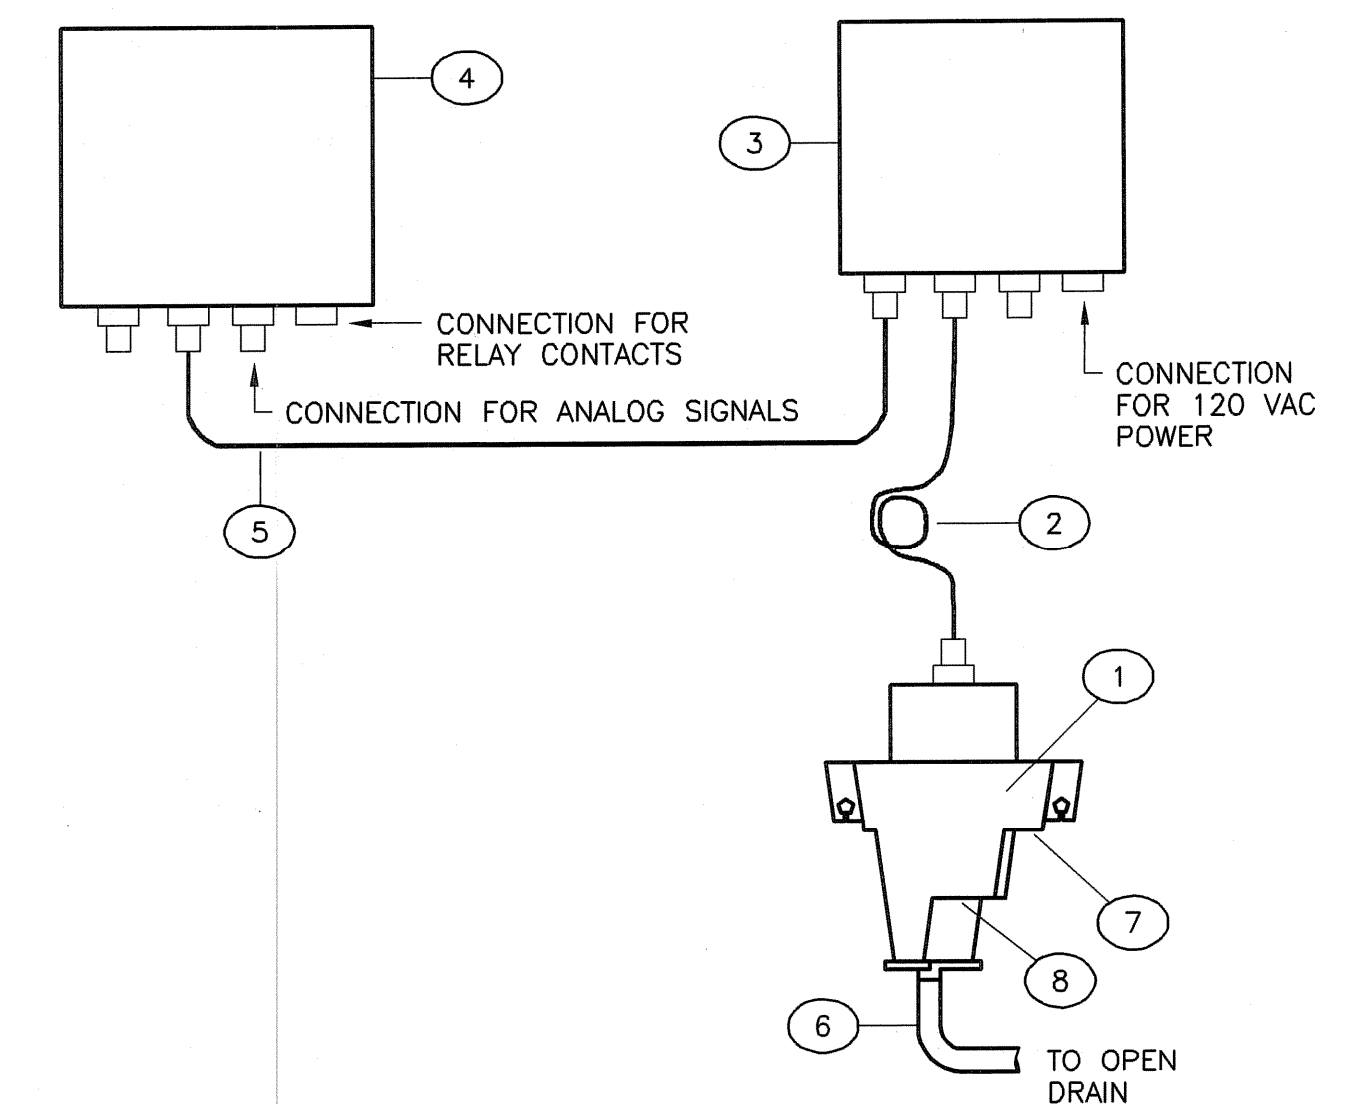 4
3
CONNECTION FOR
RELAY CONTACTS
CONNECTION FOR ANALOG SIGNALS
CONNECTION
FOR 120 VAC
POWER
5
2
1
7
8
6
TO OPEN
DRAIN